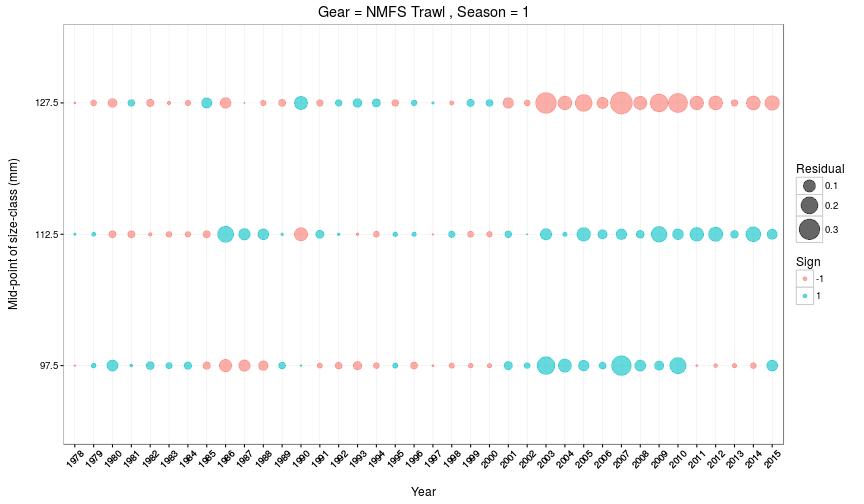 Gear = NMFS Trawl , Season = 1
Mid-point of size-class (mm)
127.5
112.5
97.5
1978 1979 1980 1981 1982 1983 1984 1985 1986 1987 1988 1989 1990 1991 1992 1993 1994 1995 1996 1997 1998 1999 2000 2001 2002 2003 2004 2005 2006 2007 2008 2009 2010 2011 2012 2013 2014 2015
Year
Residual
0.1
0.2
0.3
Sign
-1
1